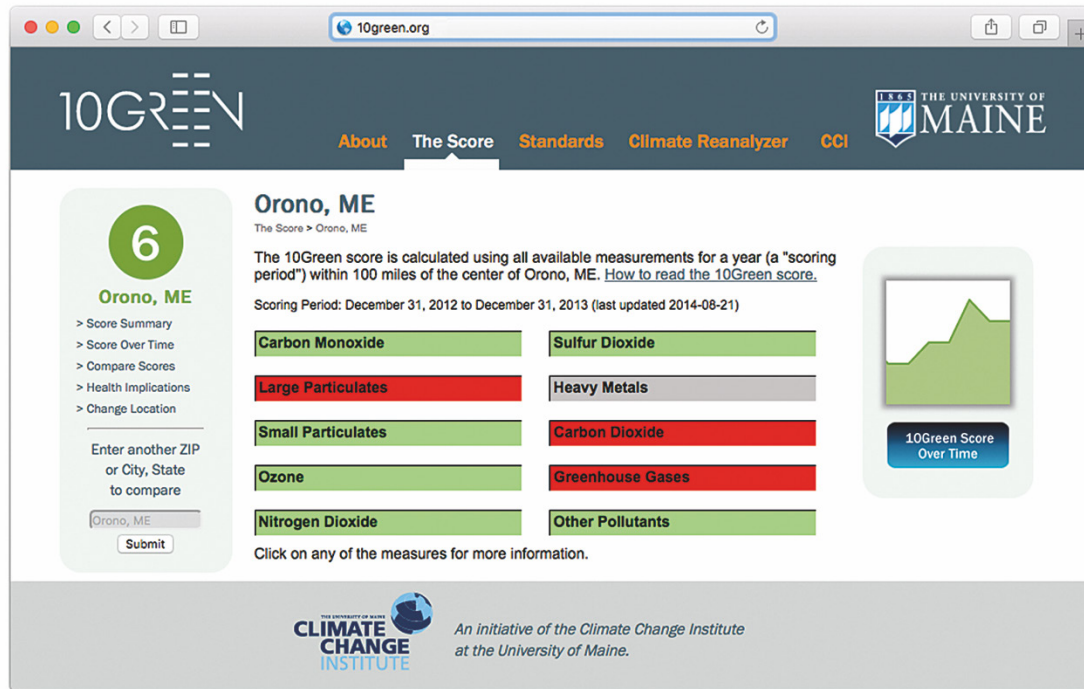 10green.org
10GREEN
1865 THE UNIVERSITY OF
MAINE
About The Score Standards Climate Reanalyzer CCI
6
Orono, ME
> Score Summary
> Score Over Time
> Compare Scores
> Health Implications
> Change Location
Enter another ZIP
or City, State
to compare
Orono, ME
Submit
Orono, ME
The Score > Orono, ME
The 10Green score is calculated using all available measurements for a year (a "scoring
period") within 100 miles of the center of Orono, ME. How to read the 10Green score.
Scoring Period: December 31, 2012 to December 31, 2013 (last updated 2014-08-21)
Carbon Monoxide
Sulfur Dioxide
Large Particulates
Heavy Metals
Small Particulates
Carbon Dioxide
Ozone
Greenhouse Gases
Nitrogen Dioxide
Other Pollutants
Click on any of the measures for more information.
10Green Score
Over Time
THE UNIVERSITY OF MAINE
CLIMATE
CHANGE
INSTITUTE
An initiative of the Climate Change Institute
at the University of Maine.